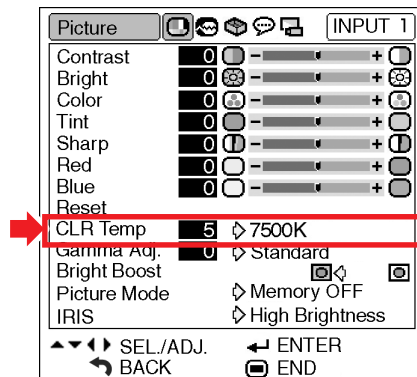 Picture INPUT 1
Contrast 0 - +
Bright 0 - +
Color 0 - +
Tint 0 - +
Sharp 0 - +
Red 0 - +
Blue 0 - +
Reset
CLR Temp 5 7500K
Gamma Adj. 0 Standard
Bright Boost
Picture Mode Memory OFF
IRIS High Brightness
SEL./ADJ. ENTER
BACK END